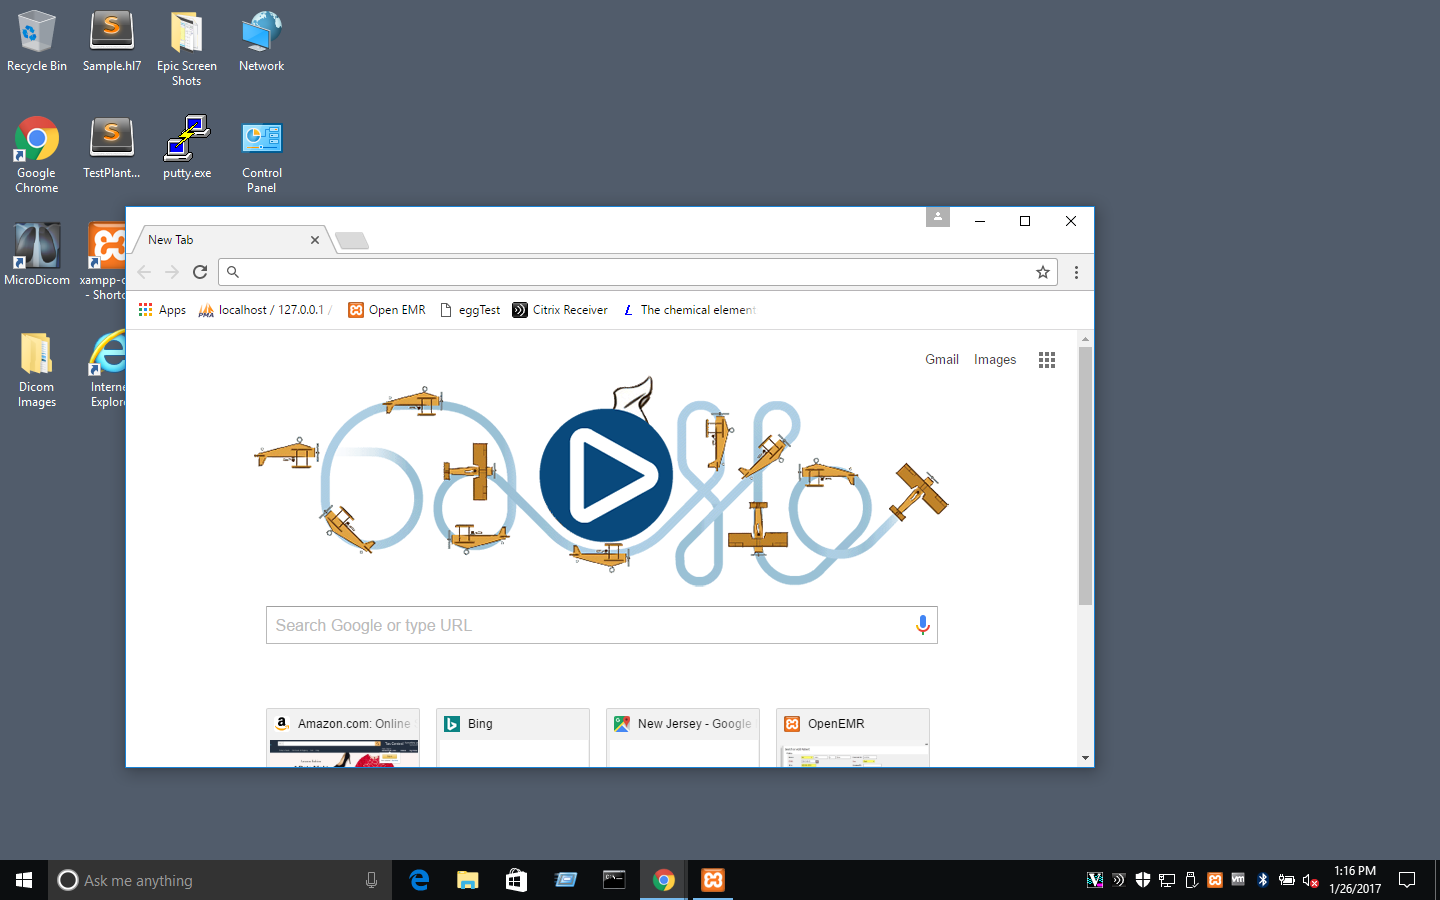 Recycle Bin
Sample.hl7
Epic Screen
Shots
Network
Google
Chrome
TestPlant...
putty.exe
Control
Panel
MicroDicom
xampp-c
- Shortc
Dicom
Images
Interne
Explor
New Tab
Apps
PMA
localhost / 127.0.0.1 /
Open EMR
eggTest
Citrix Receiver
The chemical element
Gmail
Images
Search Google or type URL
Amazon.com: Online
Bing
New Jersey - Google
OpenEMR
Ask me anything
1:16 PM
1/26/2017